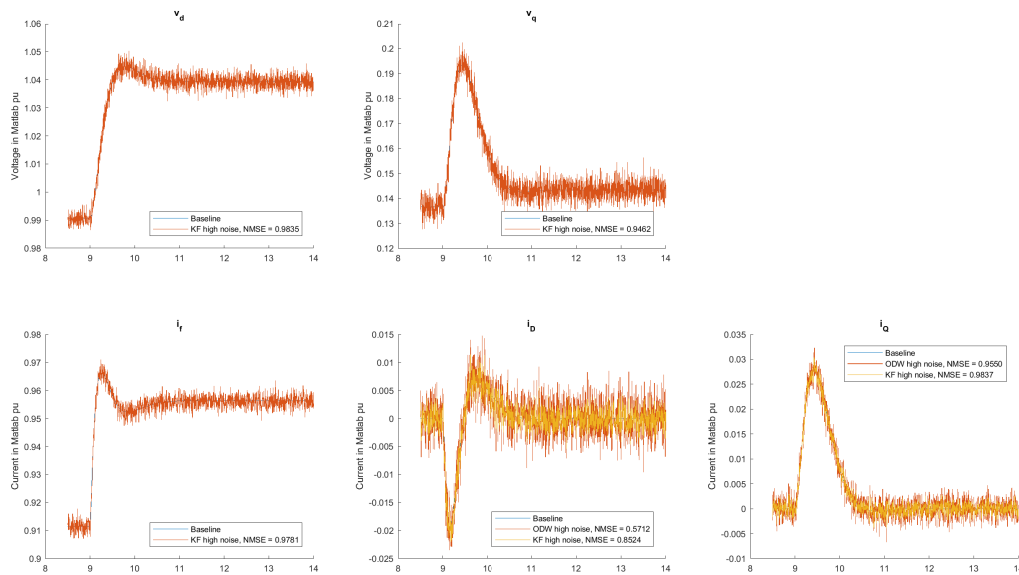 v_d
1.06
1.05
1.04
1.03
1.02
1.01
1
0.99
0.98
Voltage in Matlab pu
Baseline
KF high noise, NMSE = 0.9835
8 9 10 11 12 13 14
v_q
0.21
0.2
0.19
0.18
0.17
0.16
0.15
0.14
0.13
0.12
Voltage in Matlab pu
Baseline
KF high noise, NMSE = 0.9462
8 9 10 11 12 13 14
i_f
0.98
0.97
0.96
0.95
0.94
0.93
0.92
0.91
0.9
Current in Matlab pu
Baseline
KF high noise, NMSE = 0.9781
8 9 10 11 12 13 14
i_D
0.015
0.01
0.005
0
-0.005
-0.01
-0.015
-0.02
-0.025
Current in Matlab pu
Baseline
ODW high noise, NMSE = 0.5712
KF high noise, NMSE = 0.8524
8 9 10 11 12 13 14
i_Q
0.035
0.03
0.025
0.02
0.015
0.01
0.005
0
-0.005
-0.01
Current in Matlab pu
Baseline
ODW high noise, NMSE = 0.9550
KF high noise, NMSE = 0.9837
8 9 10 11 12 13 14